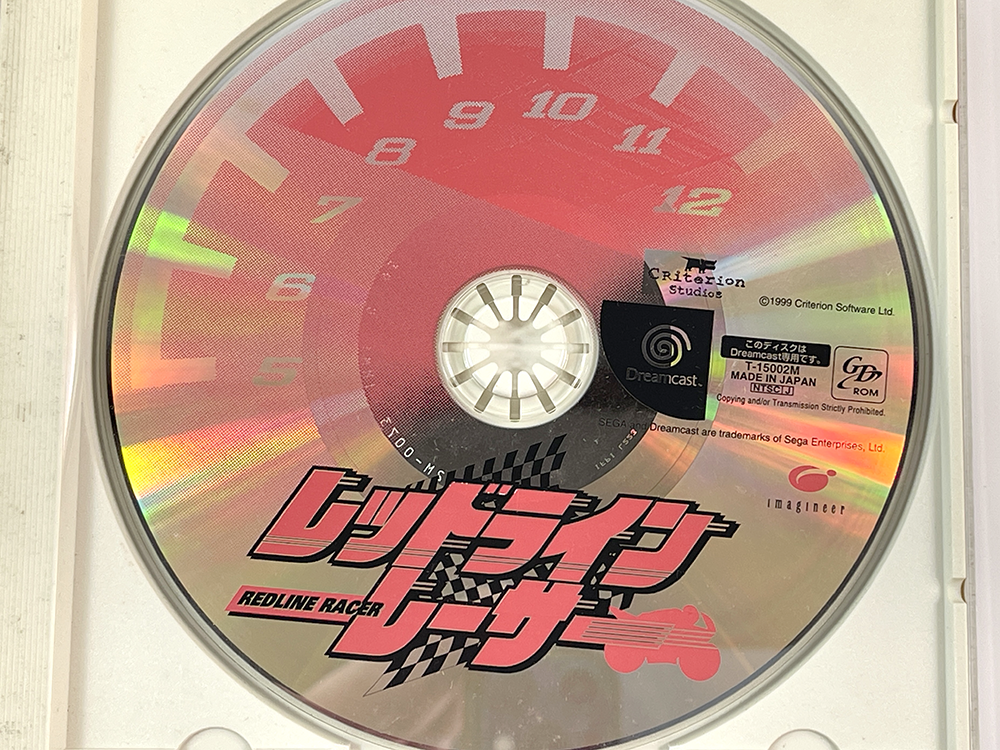 5
6
7
8
9
10
11
12
CRiterion
Studios
©1999 Criterion Software Ltd.
Dreamcast™
このディスクは
Dreamcast専用です。
T-15002M
MADE IN JAPAN
NTSC J
GD
ROM
Copying and/or Transmission Strictly Prohibited.
SEGA and Dreamcast are trademarks of Sega Enterprises, Ltd.
imagineer
レッドライン
レーサー
REDLINE RACER